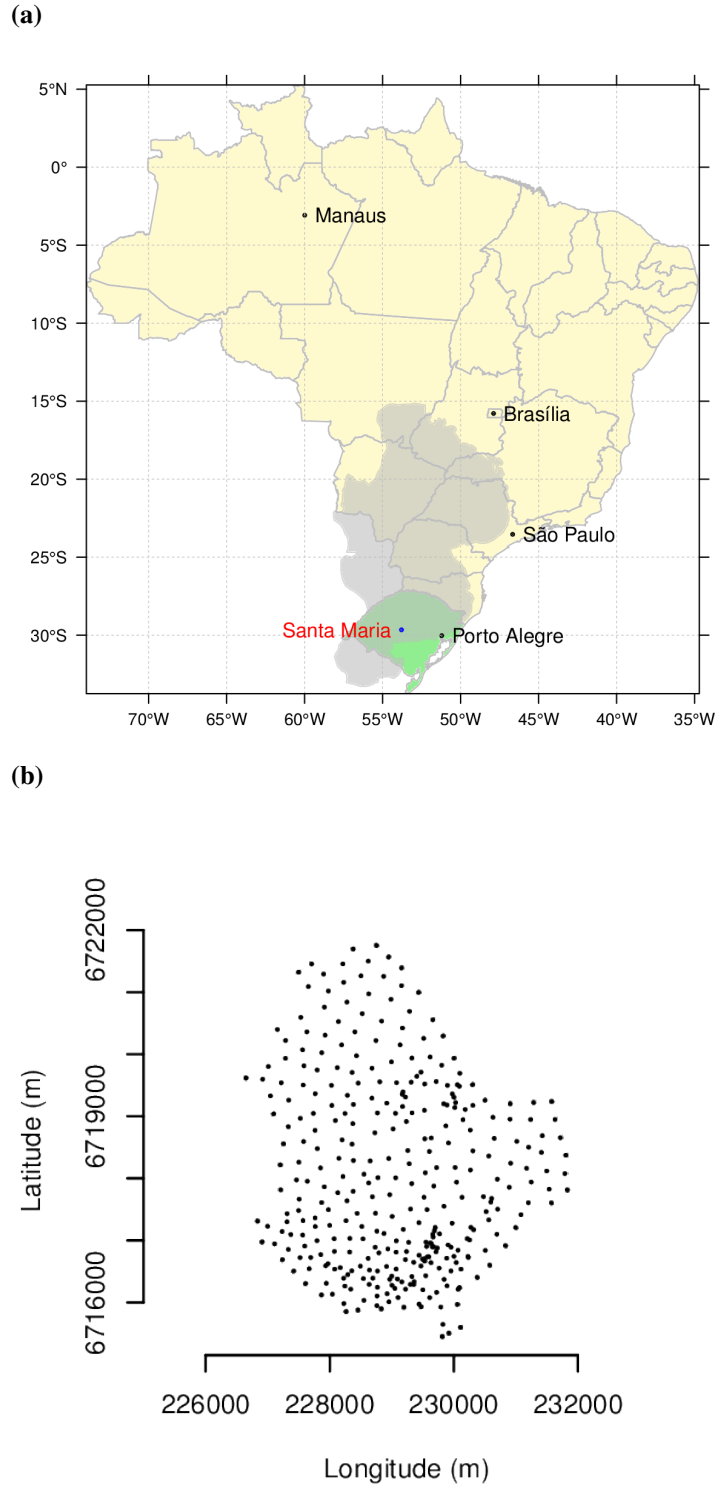 (a)
5°N
0°
Manaus
5°S
10°S
15°S
Brasília
20°S
São Paulo
25°S
Santa Maria
Porto Alegre
30°S
70°W 65°W 60°W 55°W 50°W 45°W 40°W 35°W
(b)
6722000
6719000
6716000
Latitude (m)
226000 228000 230000 232000
Longitude (m)